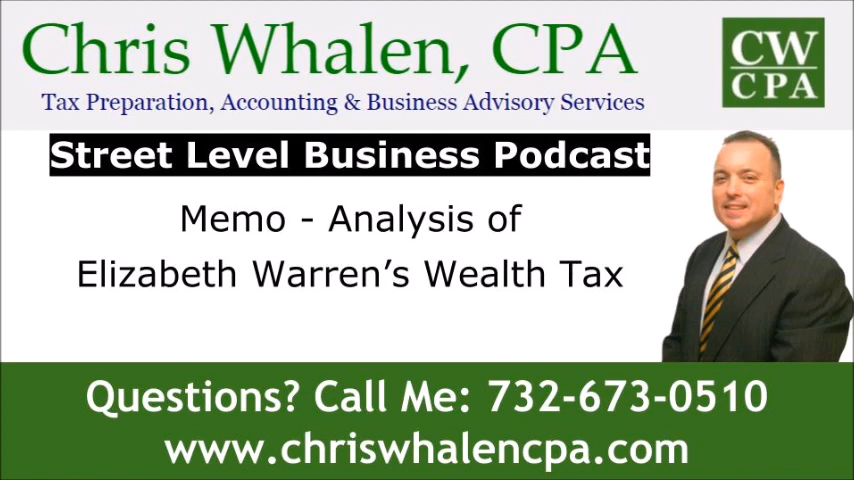 Chris Whalen, CPA
CW
CPA
Tax Preparation, Accounting & Business Advisory Services
Street Level Business Podcast
Memo - Analysis of
Elizabeth Warren’s Wealth Tax
Questions? Call Me: 732-673-0510
www.chriswhalencpa.com